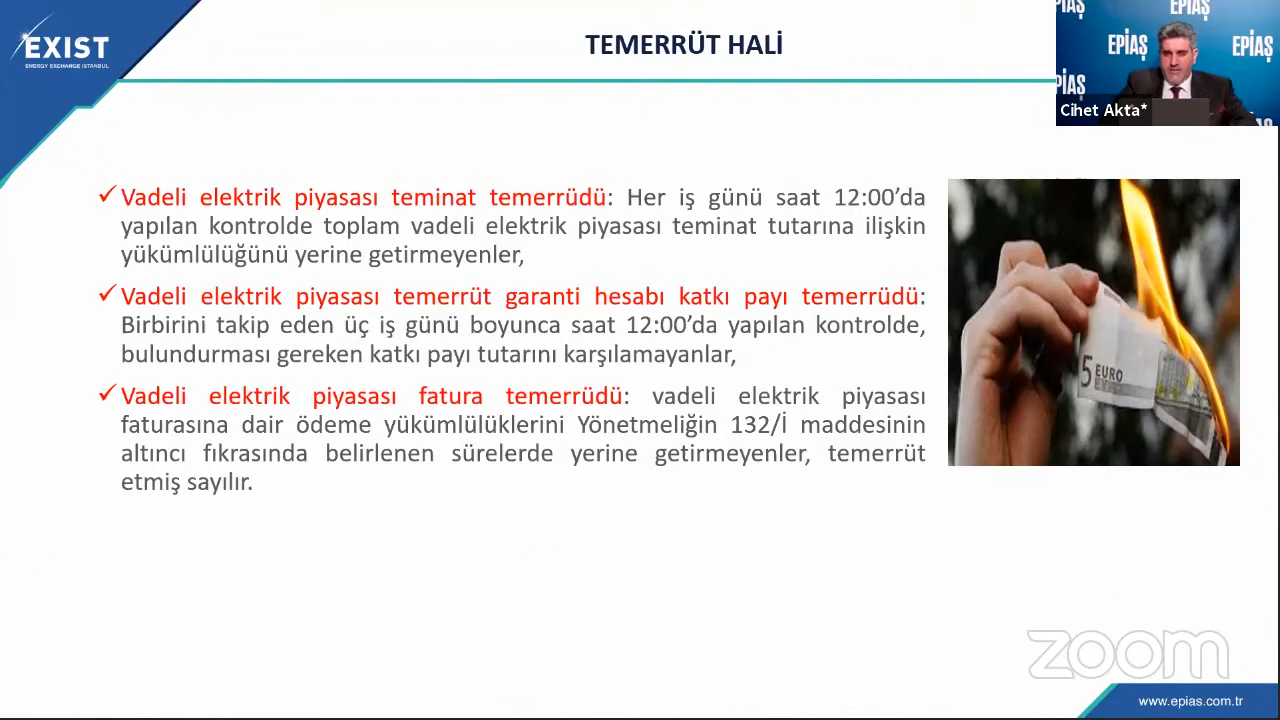 EXIST
ENERGY EXCHANGE ISTANBUL
TEMERRÜT HALİ
EPİAŞ
EPİAŞ
EPİAŞ
Cihet Akta*
✓ Vadeli elektrik piyasası teminat temerrüdü: Her iş günü saat 12:00’da
yapılan kontrolde toplam vadeli elektrik piyasası teminat tutarına ilişkin
yükümlülüğünü yerine getirmeyenler,
✓ Vadeli elektrik piyasası temerrüt garanti hesabı katkı payı temerrüdü:
Birbirini takip eden üç iş günü boyunca saat 12:00’da yapılan kontrolde,
bulundurması gereken katkı payı tutarını karşılamayanlar,
✓ Vadeli elektrik piyasası fatura temerrüdü: vadeli elektrik piyasası
faturasına dair ödeme yükümlülüklerini Yönetmeliğin 132/İ maddesinin
altıncı fıkrasında belirlenen sürelerde yerine getirmeyenler, temerrüt
etmiş sayılır.
5 EURO
zoom
www.epias.com.tr